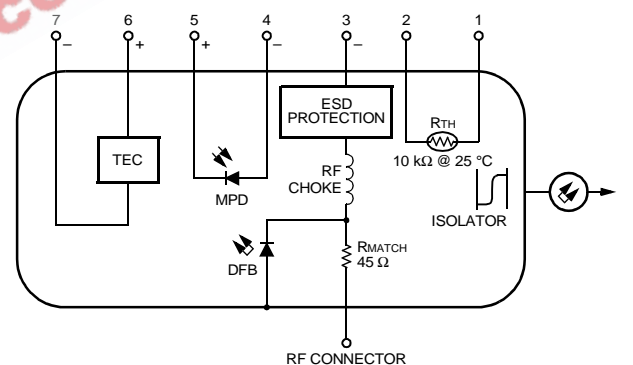 7 6 5 4 3 2 1
– + + – –
ESD
PROTECTION
RTH
10 kΩ @ 25 °C
TEC
RF
CHOKE
MPD
ISOLATOR
RMATCH
45 Ω
DFB
RF CONNECTOR